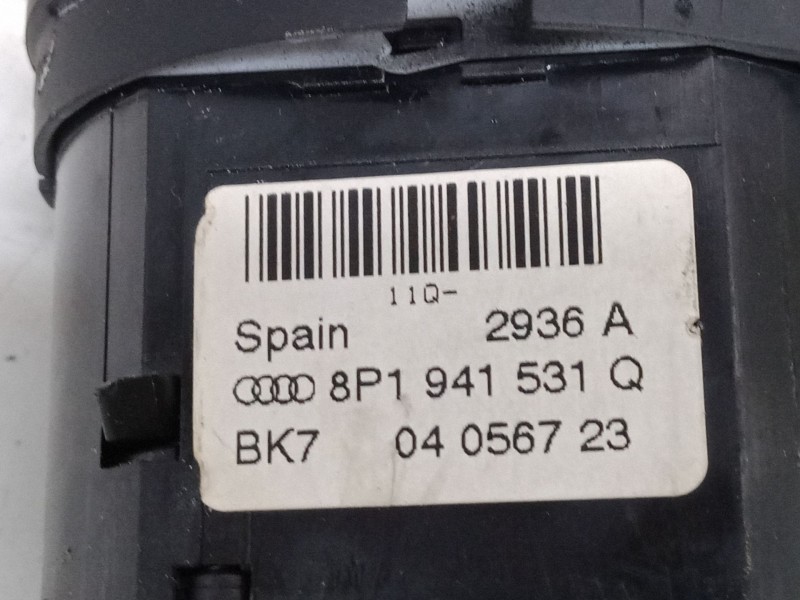 11Q-
Spain 2936 A
8P1 941 531 Q
BK7 04 0567 23